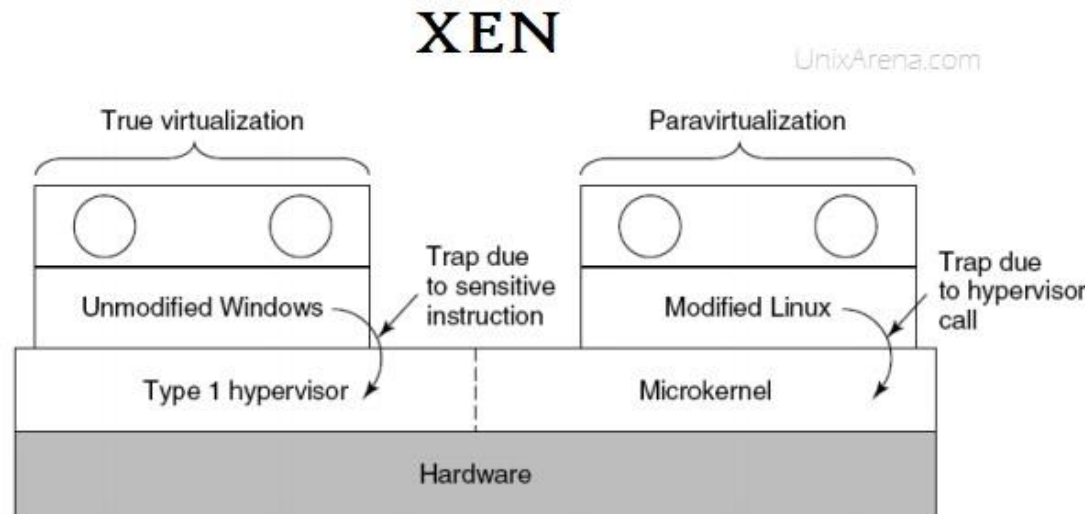 XEN
UnixArena.com
True virtualization
Paravirtualization
Trap due
to sensitive
instruction
Trap due
to hypervisor
call
Unmodified Windows
Modified Linux
Type 1 hypervisor
Microkernel
Hardware